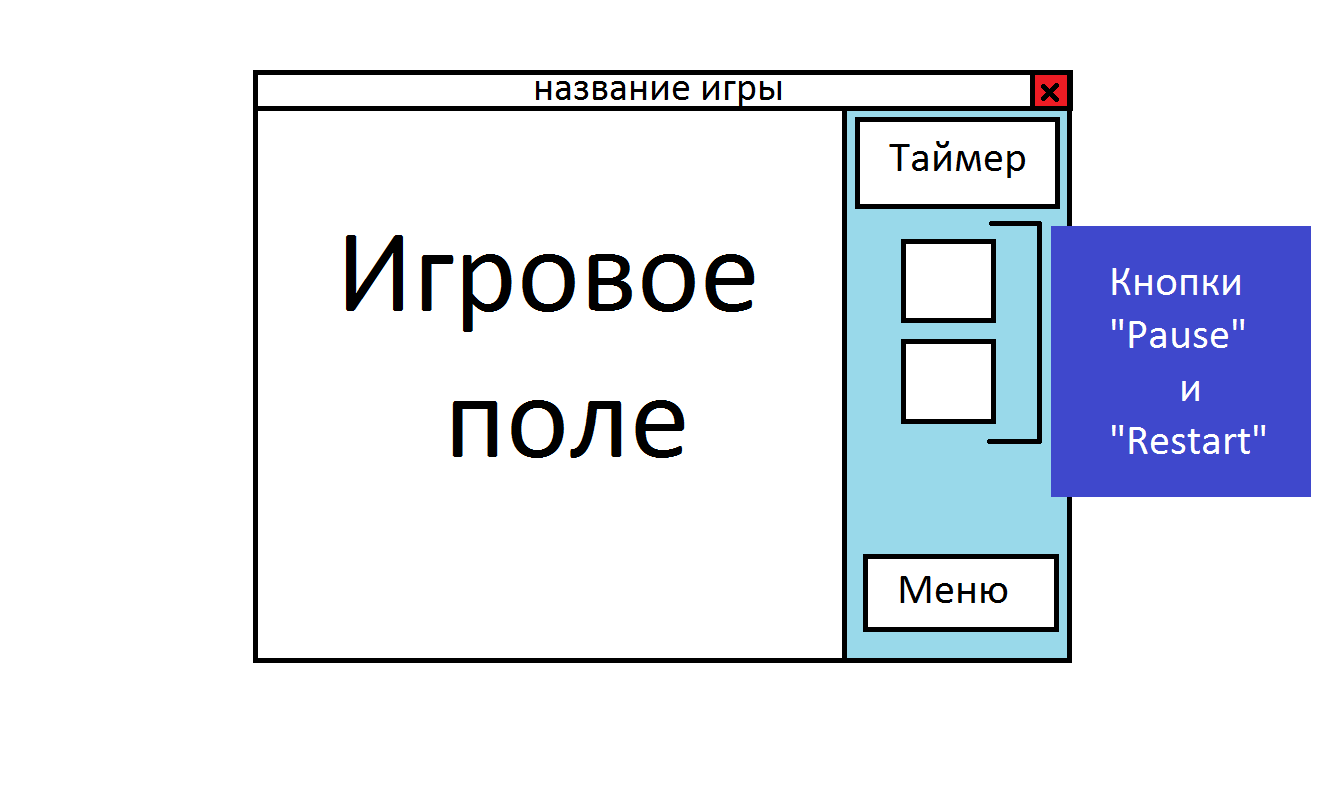 название игры
Таймер
Игровое
поле
Кнопки
"Pause"
и
"Restart"
Меню